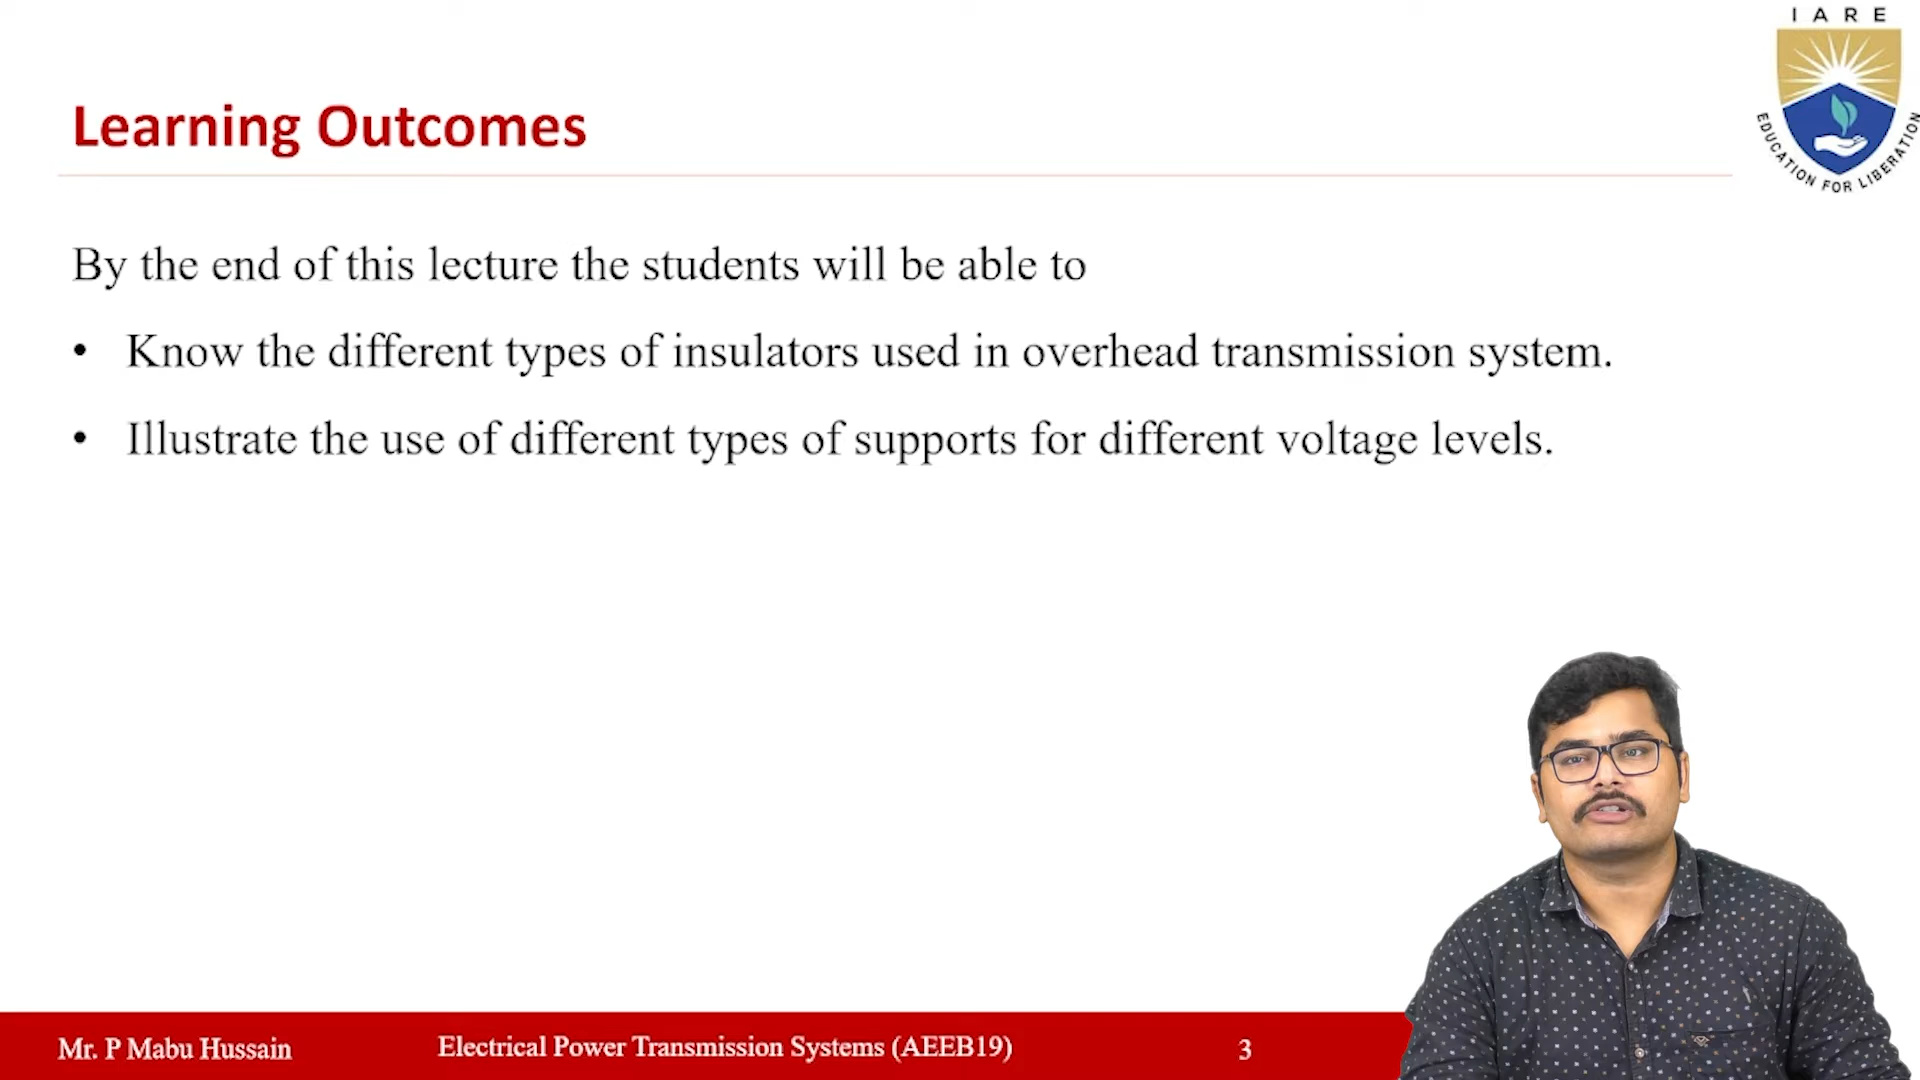 IARE
EDUCATION FOR LIBERATION
Learning Outcomes
By the end of this lecture the students will be able to
• Know the different types of insulators used in overhead transmission system.
• Illustrate the use of different types of supports for different voltage levels.
Mr. P Mabu Hussain
Electrical Power Transmission Systems (AEEB19)
3